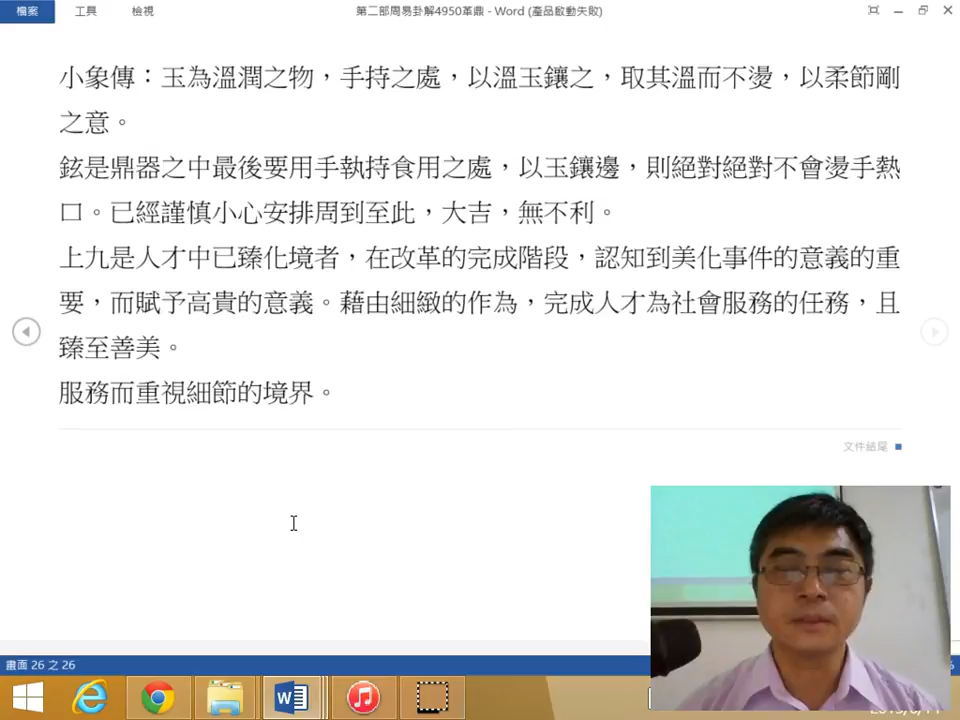 檔案 工具 檢視 第二部周易卦解4950革鼎 - Word (產品啟動失敗)
小象傳：玉為溫潤之物，手持之處，以溫玉鑲之，取其溫而不燙，以柔節剛
之意。
鉉是鼎器之中最後要用手執持食用之處，以玉鑲邊，則絕對絕對不會燙手熱
口。已經謹慎小心安排周到至此，大吉，無不利。
上九是人才中已臻化境者，在改革的完成階段，認知到美化事件的意義的重
要，而賦予高貴的意義。藉由細緻的作為，完成人才為社會服務的任務，且
臻至善美。
服務而重視細節的境界。
文件結尾
畫面 26 之 26